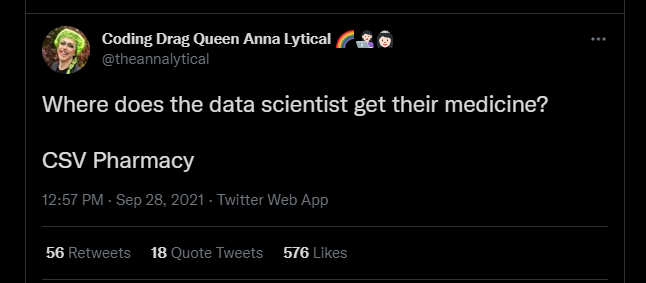 Coding Drag Queen Anna Lytical 🌈👩🏻‍💻👸🏻
@theannalytical
Where does the data scientist get their medicine?
CSV Pharmacy
12:57 PM · Sep 28, 2021 · Twitter Web App
56 Retweets 18 Quote Tweets 576 Likes